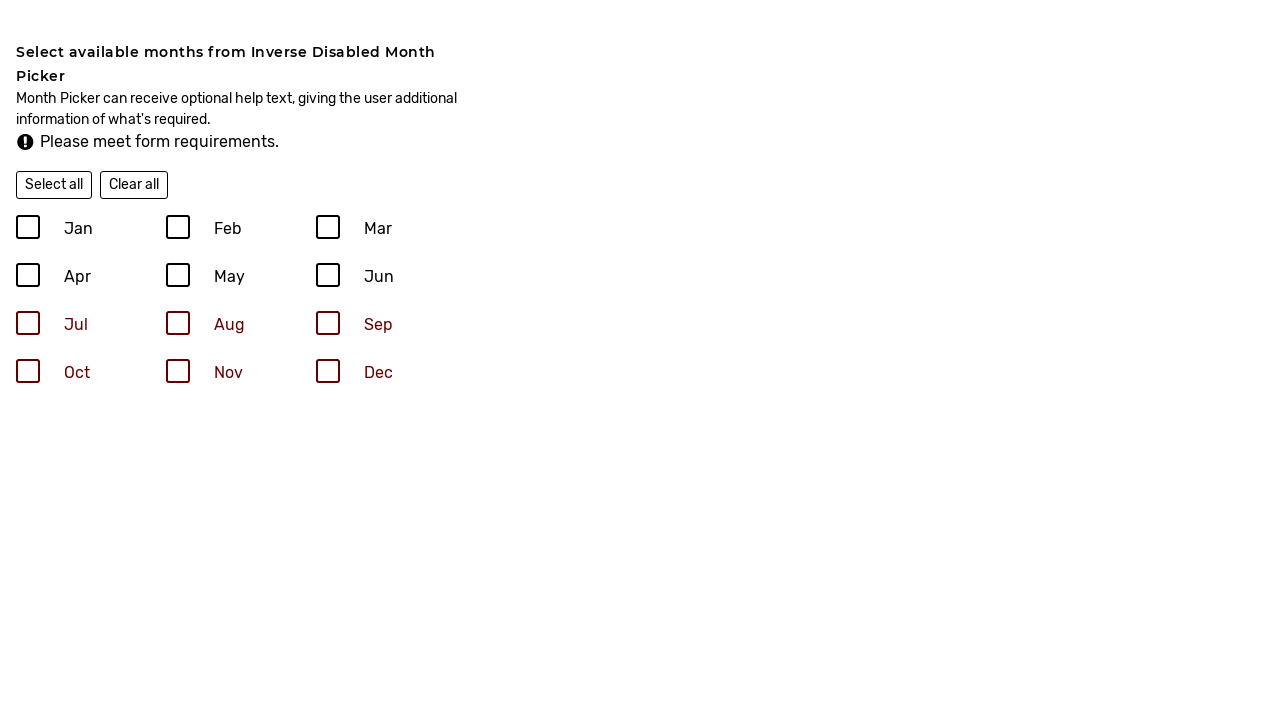 Select available months from Inverse Disabled Month
Picker
Month Picker can receive optional help text, giving the user additional
information of what's required.
Please meet form requirements.
Select all Clear all
Jan Feb Mar
Apr May Jun
Jul Aug Sep
Oct Nov Dec